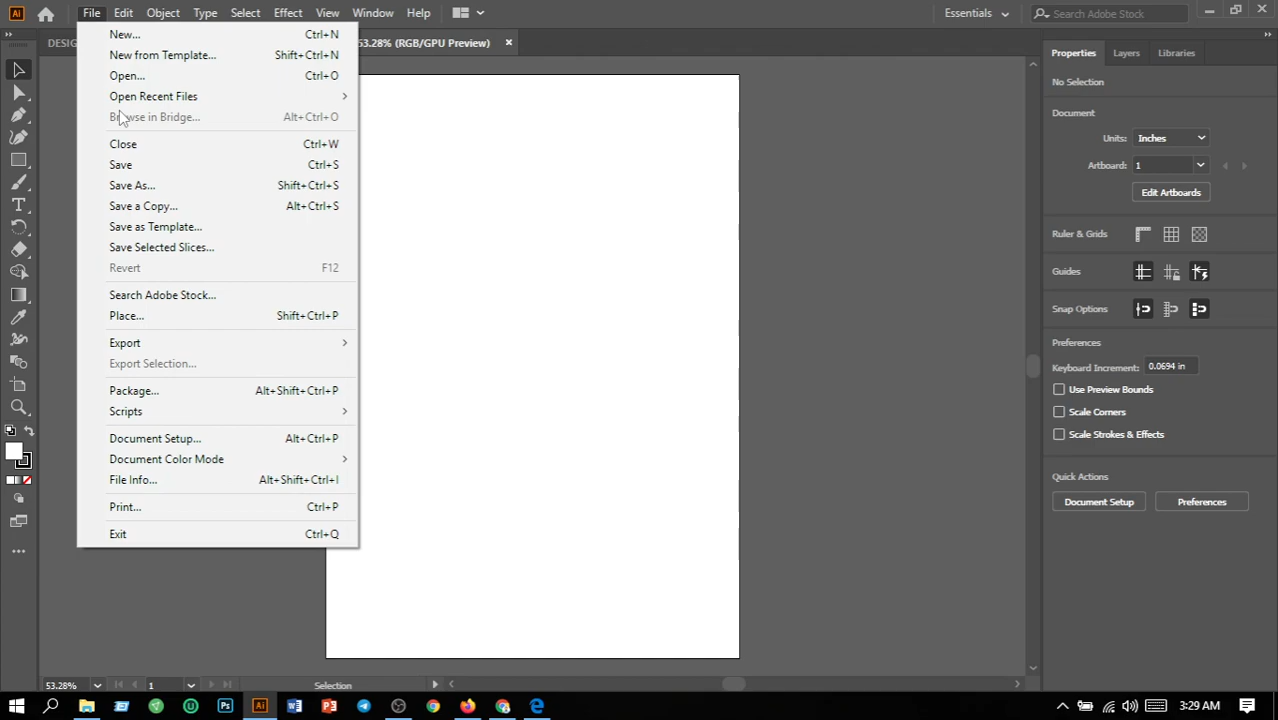 Ai File Edit Object Type Select Effect View Window Help Essentials Search Adobe Stock
DESIG 53.28% (RGB/GPU Preview) ×
New... Ctrl+N
New from Template... Shift+Ctrl+N
Open... Ctrl+O
Open Recent Files
Browse in Bridge... Alt+Ctrl+O
Close Ctrl+W
Save Ctrl+S
Save As... Shift+Ctrl+S
Save a Copy... Alt+Ctrl+S
Save as Template...
Save Selected Slices...
Revert F12
Search Adobe Stock...
Place... Shift+Ctrl+P
Export
Export Selection...
Package... Alt+Shift+Ctrl+P
Scripts
Document Setup... Alt+Ctrl+P
Document Color Mode
File Info... Alt+Shift+Ctrl+I
Print... Ctrl+P
Exit Ctrl+Q
Properties Layers Libraries
No Selection
Document
Units: Inches
Artboard: 1
Edit Artboards
Ruler & Grids
Guides
Snap Options
Preferences
Keyboard Increment: 0.0694 in
Use Preview Bounds
Scale Corners
Scale Strokes & Effects
Quick Actions
Document Setup Preferences
53.28% 1 Selection
Ps Ai 3:29 AM